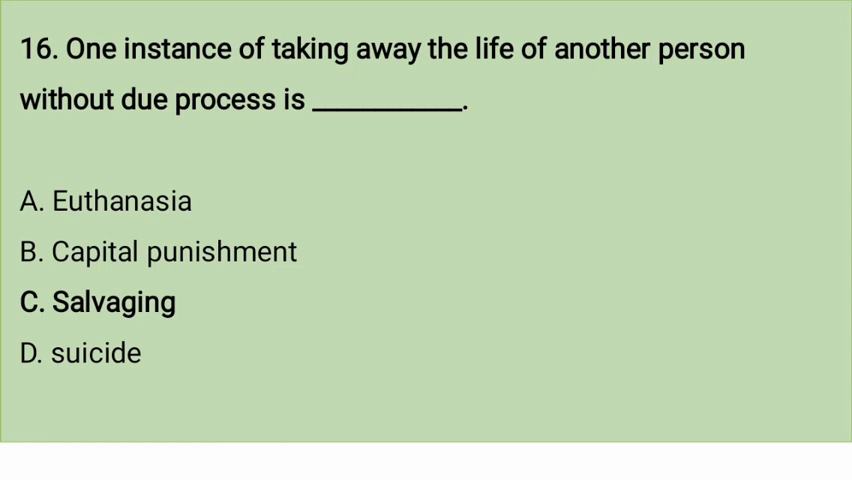 16. One instance of taking away the life of another person
without due process is ___________.
A. Euthanasia
B. Capital punishment
C. Salvaging
D. suicide